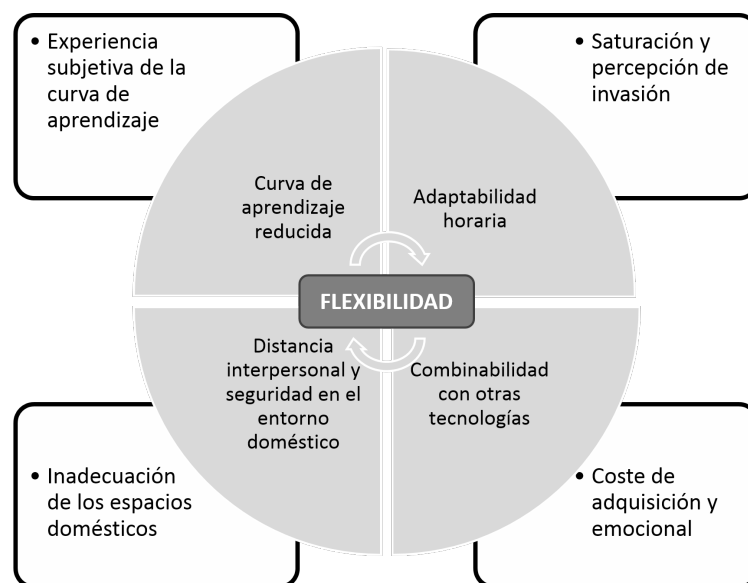 • Experiencia
subjetiva de la
curva de
aprendizaje
• Saturación y
percepción de
invasión
Curva de
aprendizaje
reducida
Adaptabilidad
horaria
FLEXIBILIDAD
Distancia
interpersonal y
seguridad en el
entorno
doméstico
Combinabilidad
con otras
tecnologías
• Inadecuación
de los espacios
domésticos
• Coste de
adquisición y
emocional